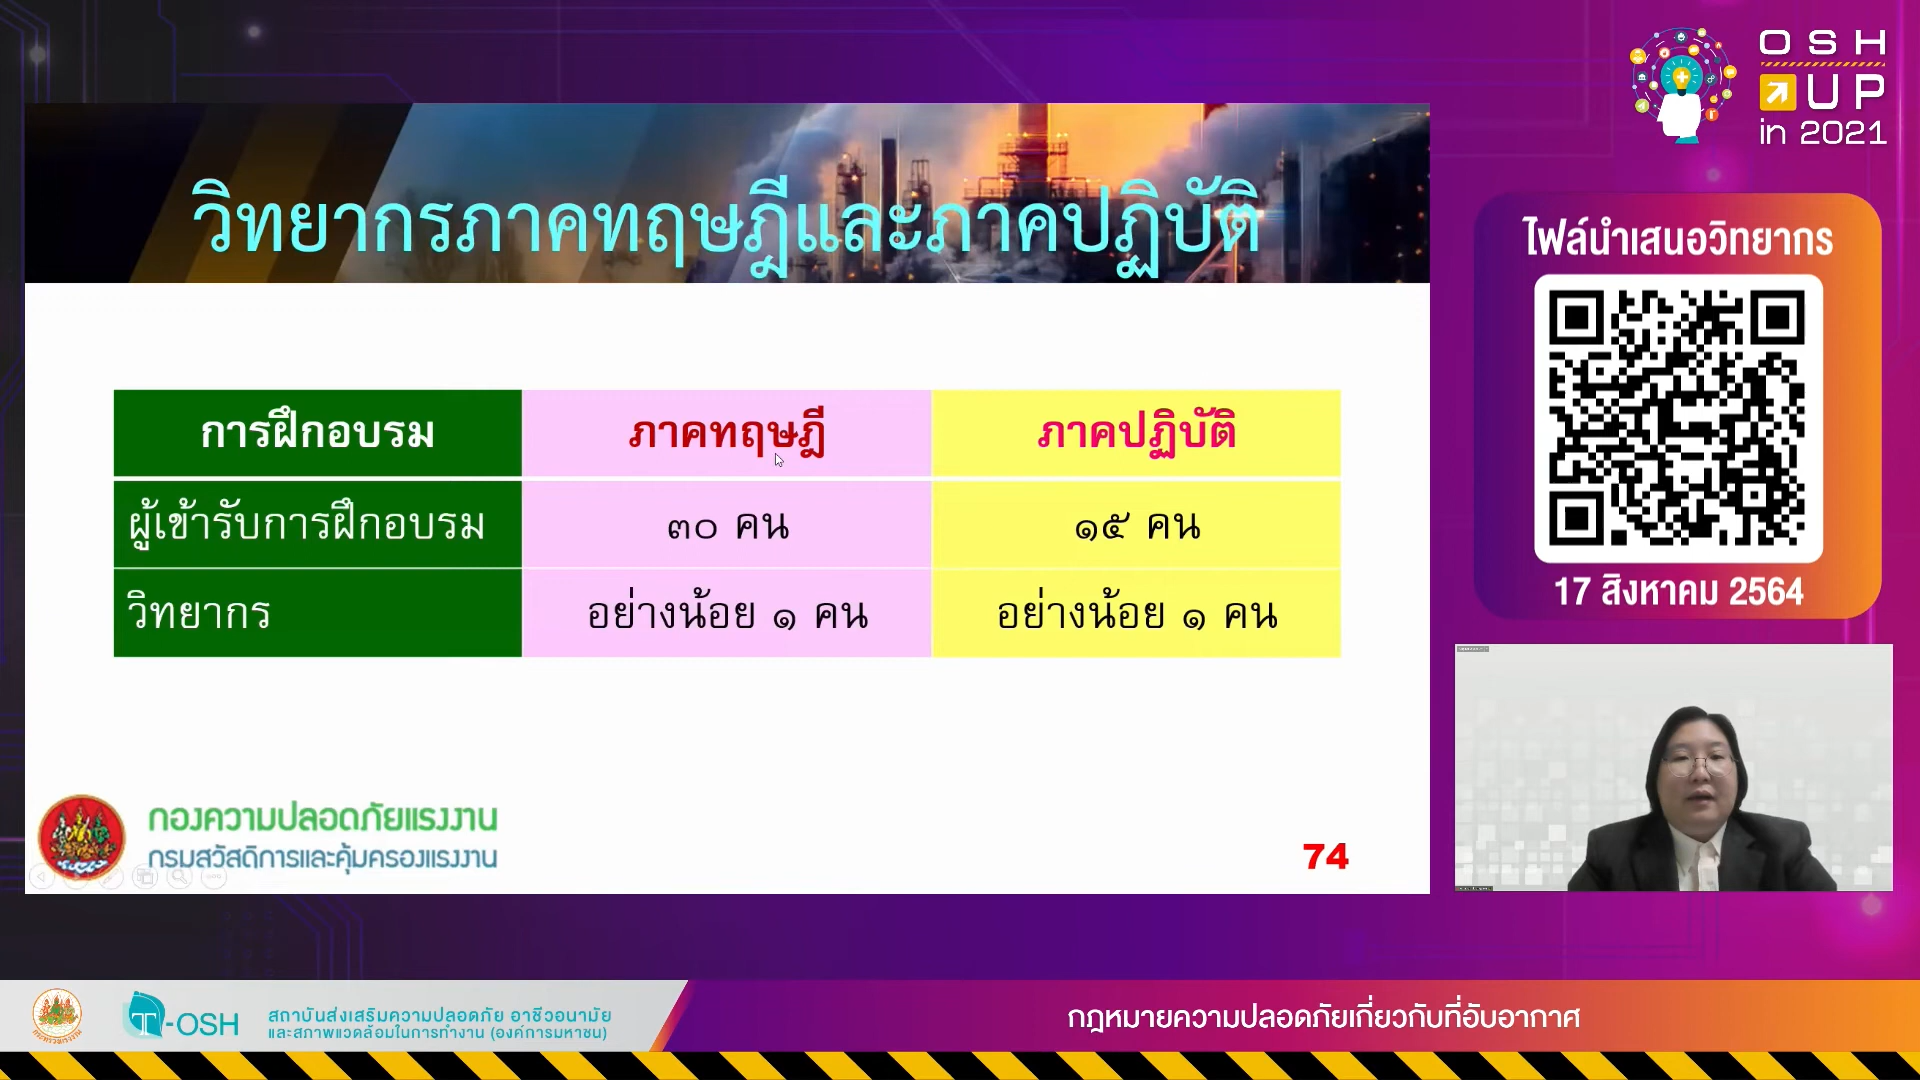 OSH
UP
in 2021
วิทยากรภาคทฤษฎีและภาคปฏิบัติ
ไฟล์นำเสนอวิทยากร
17 สิงหาคม 2564
การฝึกอบรม ภาคทฤษฎี ภาคปฏิบัติ
ผู้เข้ารับการฝึกอบรม ๓๐ คน ๑๕ คน
วิทยากร อย่างน้อย ๑ คน อย่างน้อย ๑ คน
กองความปลอดภัยแรงงาน
กรมสวัสดิการและคุ้มครองแรงงาน
74
กระทรวงแรงงาน
T-OSH
สถาบันส่งเสริมความปลอดภัย อาชีวอนามัย
และสภาพแวดล้อมในการทำงาน (องค์การมหาชน)
กฎหมายความปลอดภัยเกี่ยวกับที่อับอากาศ